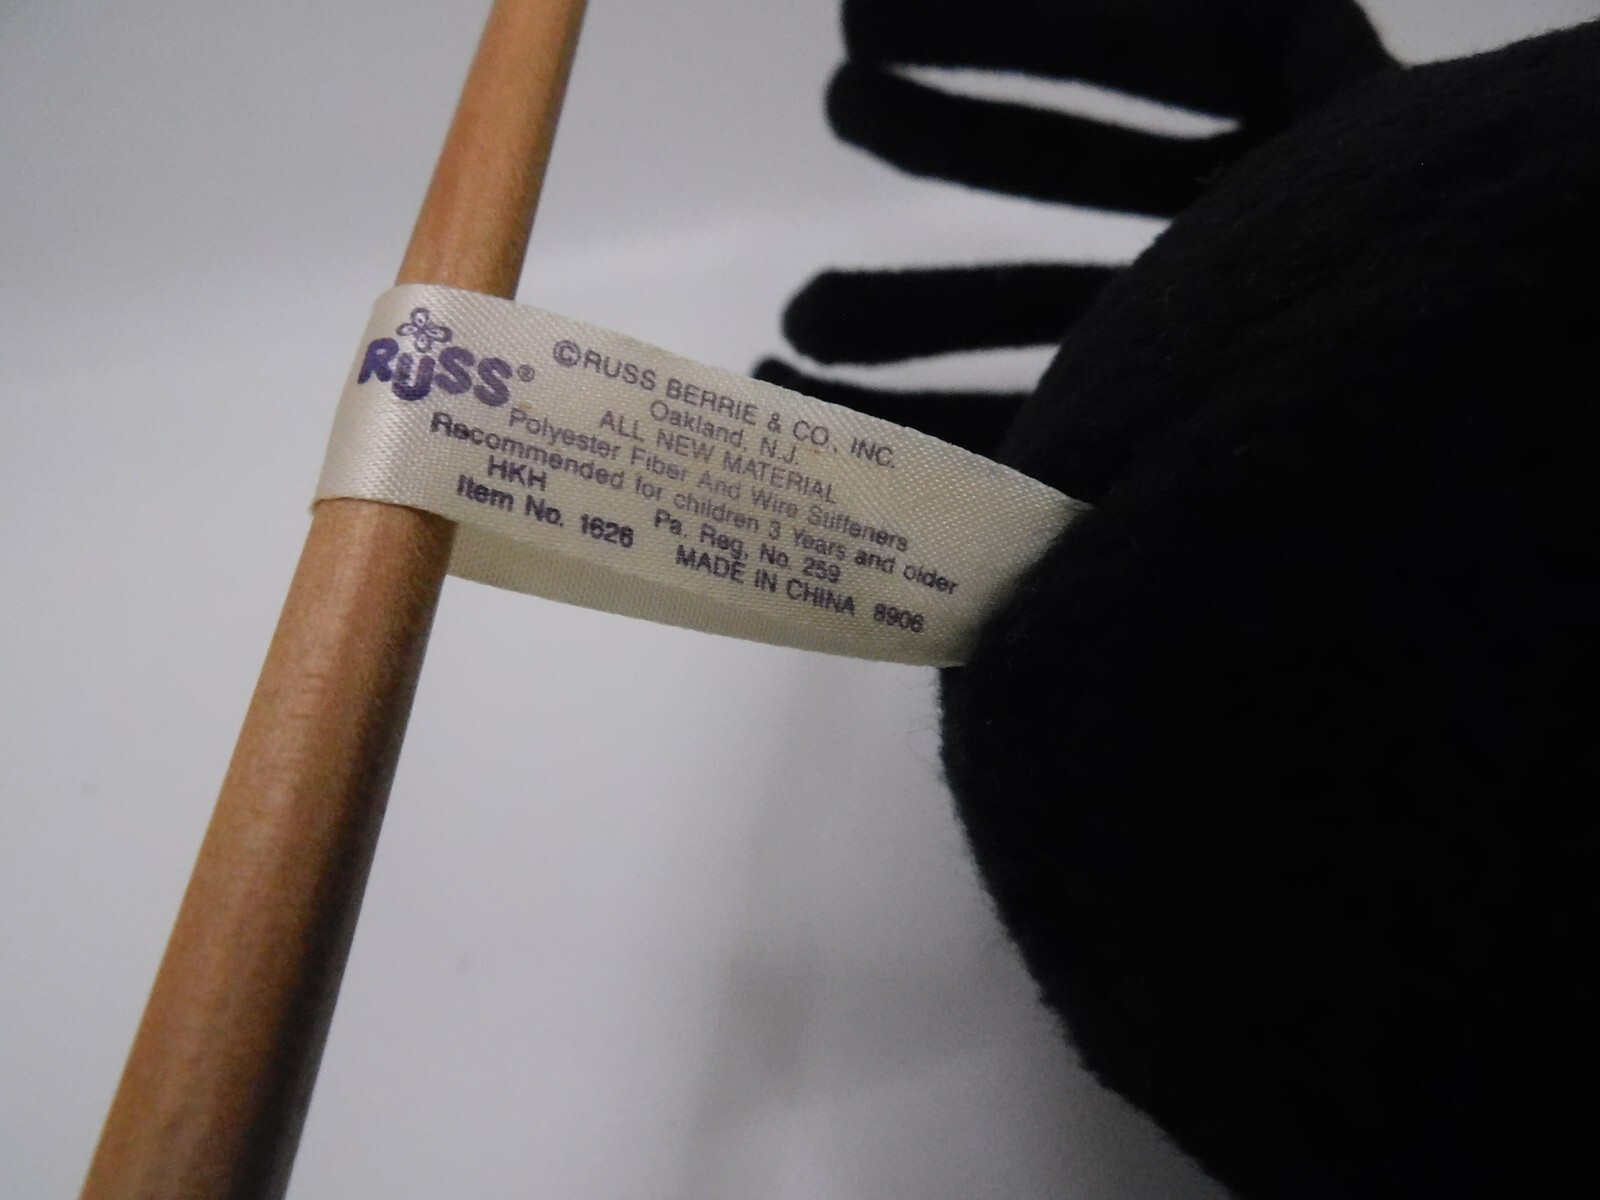 RUSS®
©RUSS BERRIE & CO., INC.
Oakland, N.J.
ALL NEW MATERIAL
Polyester Fiber And Wire Stiffeners
Recommended for children 3 Years and older
HKH Pa. Reg. No. 259
Item No. 1626 MADE IN CHINA 8906